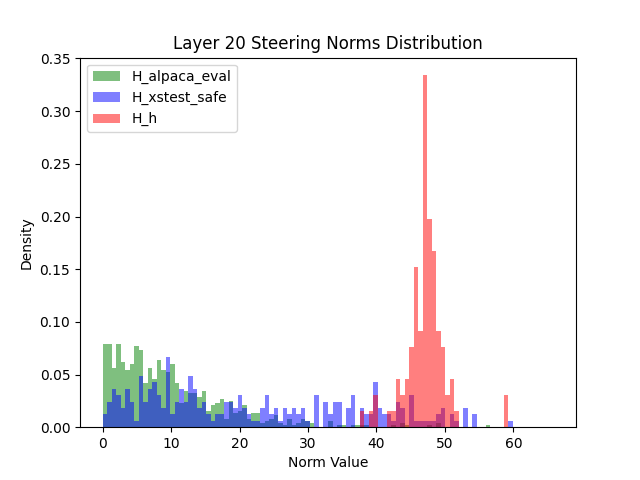 Layer 20 Steering Norms Distribution
H_alpaca_eval
H_xstest_safe
H_h
0.35
0.30
0.25
0.20
0.15
0.10
0.05
0.00
Density
0
10
20
30
40
50
60
Norm Value